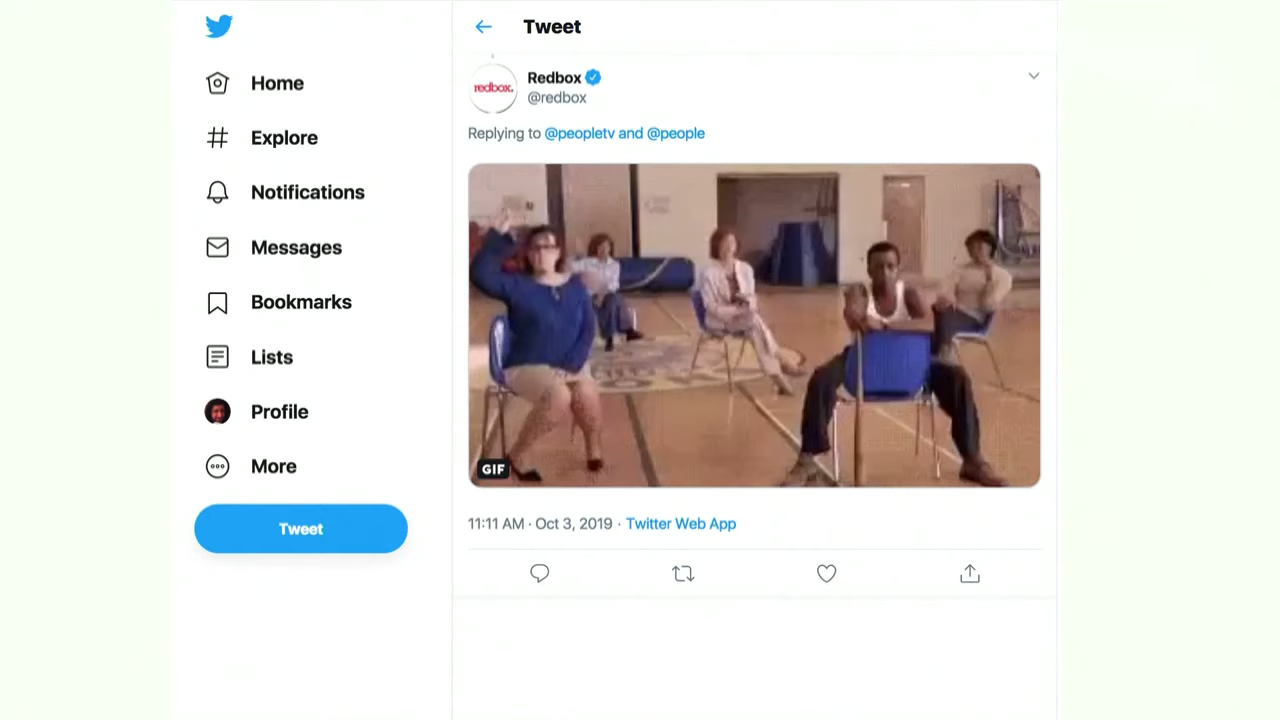 Home
Explore
Notifications
Messages
Bookmarks
Lists
Profile
More
Tweet
Tweet
redbox.
Redbox
@redbox
Replying to @peopletv and @people
GIF
11:11 AM · Oct 3, 2019 · Twitter Web App